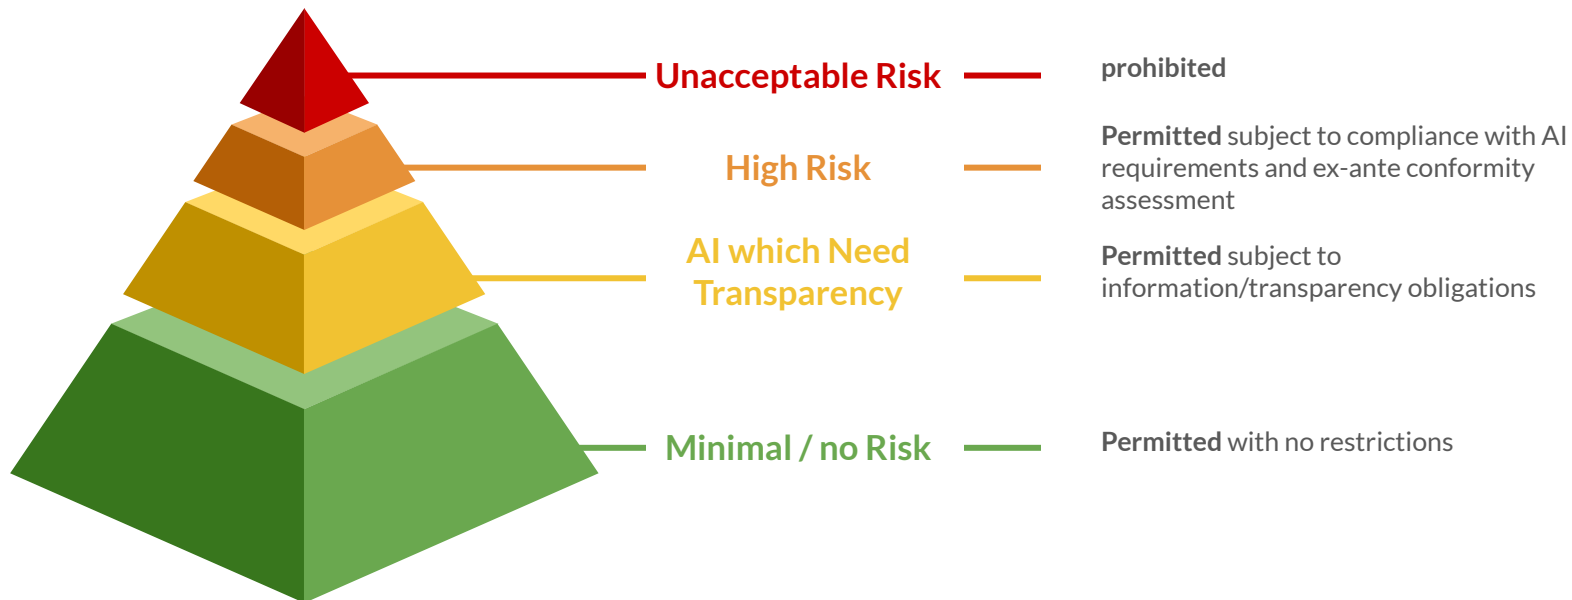 Unacceptable Risk
prohibited
High Risk
Permitted subject to compliance with AI
requirements and ex-ante conformity
assessment
AI which Need
Transparency
Permitted subject to
information/transparency obligations
Minimal / no Risk
Permitted with no restrictions